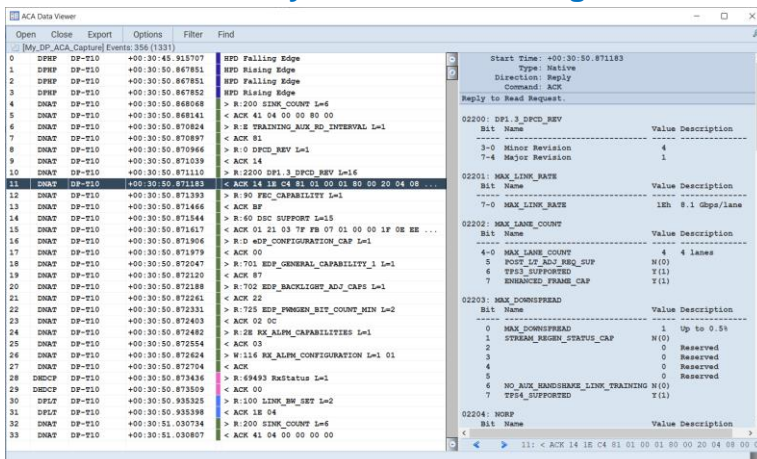 ACA Data Viewer
Open Close Export Options Filter Find
[My_DP_ACA_Capture] Events: 356 (1331)
0 DPHP DP-T10 +00:30:45.915707 HPD Falling Edge
1 DPHP DP-T10 +00:30:50.867851 HPD Rising Edge
2 DPHP DP-T10 +00:30:50.867851 HPD Falling Edge
3 DPHP DP-T10 +00:30:50.867852 HPD Rising Edge
4 DNAT DP-T10 +00:30:50.868068 > R:200 SINK_COUNT L=6
5 DNAT DP-T10 +00:30:50.868141 < ACK 41 04 00 00 80 00
6 DNAT DP-T10 +00:30:50.870824 > R:E TRAINING_AUX_RD_INTERVAL L=1
7 DNAT DP-T10 +00:30:50.870897 < ACK 81
8 DNAT DP-T10 +00:30:50.870966 > R:0 DPCD_REV L=1
9 DNAT DP-T10 +00:30:50.871039 < ACK 14
10 DNAT DP-T10 +00:30:50.871110 > R:2200 DP1.3_DPCD_REV L=16
11 DNAT DP-T10 +00:30:50.871183 < ACK 14 1E C4 81 01 00 01 80 00 20 04 08 ...
12 DNAT DP-T10 +00:30:50.871393 > R:90 FEC_CAPABILITY L=1
13 DNAT DP-T10 +00:30:50.871466 < ACK BF
14 DNAT DP-T10 +00:30:50.871544 > R:60 DSC SUPPORT L=15
15 DNAT DP-T10 +00:30:50.871617 < ACK 01 21 03 7F FB 07 01 00 00 1F 0E EE ...
16 DNAT DP-T10 +00:30:50.871906 > R:D eDP_CONFIGURATION_CAP L=1
17 DNAT DP-T10 +00:30:50.871979 < ACK 00
18 DNAT DP-T10 +00:30:50.872047 > R:701 EDP_GENERAL_CAPABILITY_1 L=1
19 DNAT DP-T10 +00:30:50.872120 < ACK 87
20 DNAT DP-T10 +00:30:50.872188 > R:702 EDP_BACKLIGHT_ADJ_CAPS L=1
21 DNAT DP-T10 +00:30:50.872261 < ACK 22
22 DNAT DP-T10 +00:30:50.872331 > R:725 EDP_PWMGEN_BIT_COUNT_MIN L=2
23 DNAT DP-T10 +00:30:50.872403 < ACK 02 0C
24 DNAT DP-T10 +00:30:50.872482 > R:2E RX_ALPM_CAPABILITIES L=1
25 DNAT DP-T10 +00:30:50.872554 < ACK 03
26 DNAT DP-T10 +00:30:50.872624 > W:116 RX_ALPM_CONFIGURATION L=1 01
27 DNAT DP-T10 +00:30:50.872704 < ACK
28 DHDCP DP-T10 +00:30:50.873436 > R:69493 RxStatus L=1
29 DHDCP DP-T10 +00:30:50.873509 < ACK 00
30 DPLT DP-T10 +00:30:50.935325 > R:100 LINK_BW_SET L=2
31 DPLT DP-T10 +00:30:50.935398 < ACK 1E 04
32 DNAT DP-T10 +00:30:51.030734 > R:200 SINK_COUNT L=6
33 DNAT DP-T10 +00:30:51.030807 < ACK 41 04 00 00 00 00
Start Time: +00:30:50.871183
Type: Native
Direction: Reply
Command: ACK
Reply to Read Request.
02200: DP1.3_DPCD_REV
Bit Name Value Description
3-0 Minor Revision 4
7-4 Major Revision 1
02201: MAX_LINK_RATE
Bit Name Value Description
7-0 MAX_LINK_RATE 1Eh 8.1 Gbps/lane
02202: MAX_LANE_COUNT
Bit Name Value Description
4-0 MAX_LANE_COUNT 4 4 lanes
5 POST_LT_ADJ_REQ_SUP N(0)
6 TPS3_SUPPORTED Y(1)
7 ENHANCED_FRAME_CAP Y(1)
02203: MAX_DOWNSPREAD
Bit Name Value Description
0 MAX_DOWNSPREAD 1 Up to 0.5%
1 STREAM_REGEN_STATUS_CAP N(0)
2 0 Reserved
3 0 Reserved
4 0 Reserved
5 0 Reserved
6 NO_AUX_HANDSHAKE_LINK_TRAINING N(0)
7 TPS4_SUPPORTED Y(1)
02204: NORP
Bit Name Value Description
11: < ACK 14 1E C4 81 01 00 01 80 00 20 04 08 00